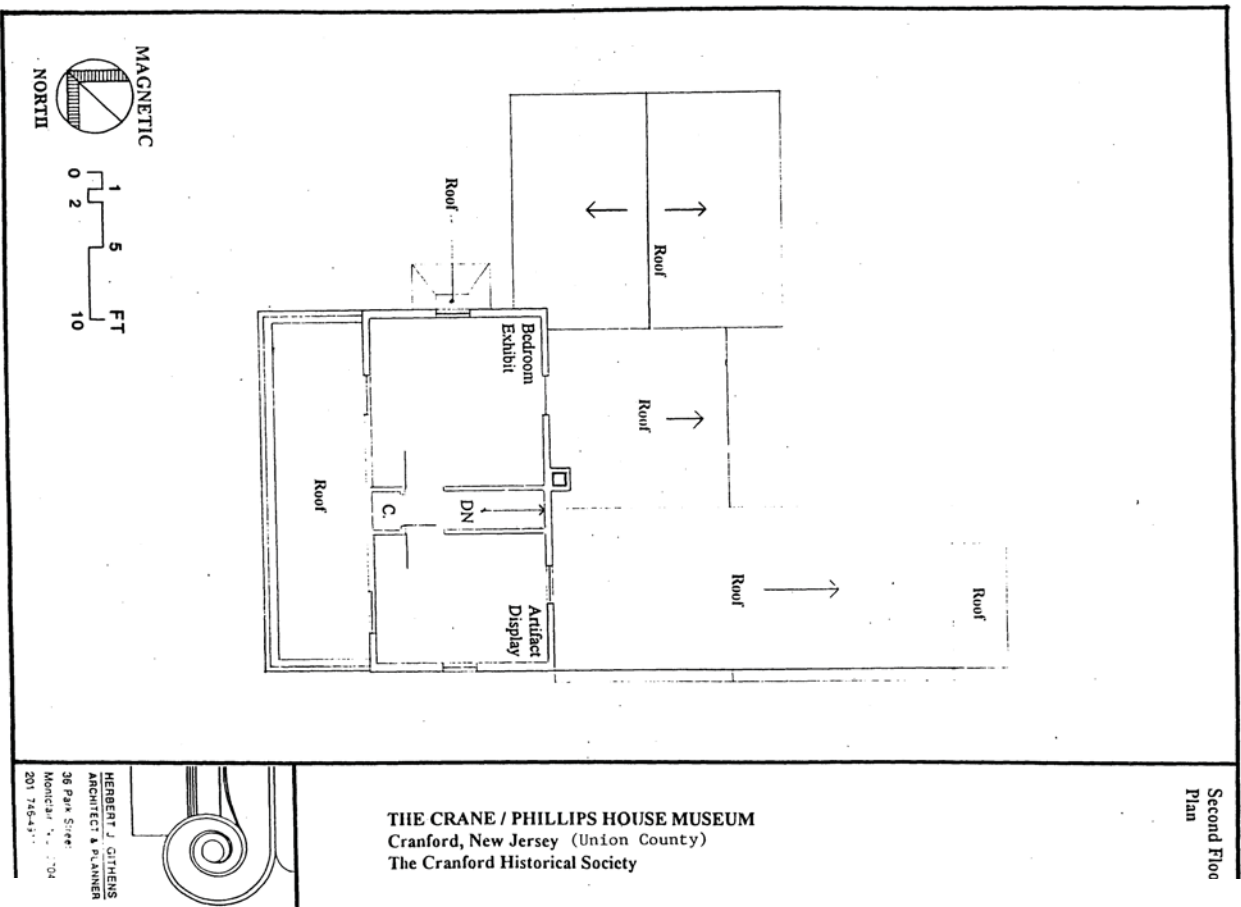 MAGNETIC
NORTH
0 1 2 5 10 FT
Roof
Roof
Bedroom
Exhibit
Roof
Roof
C.
DN
Artifact
Display
Roof
Roof
HERBERT J. GITHENS
ARCHITECT & PLANNER
36 Park Street
201
THE CRANE / PHILLIPS HOUSE MUSEUM
Cranford, New Jersey (Union County)
The Cranford Historical Society
Second Floo
Plan